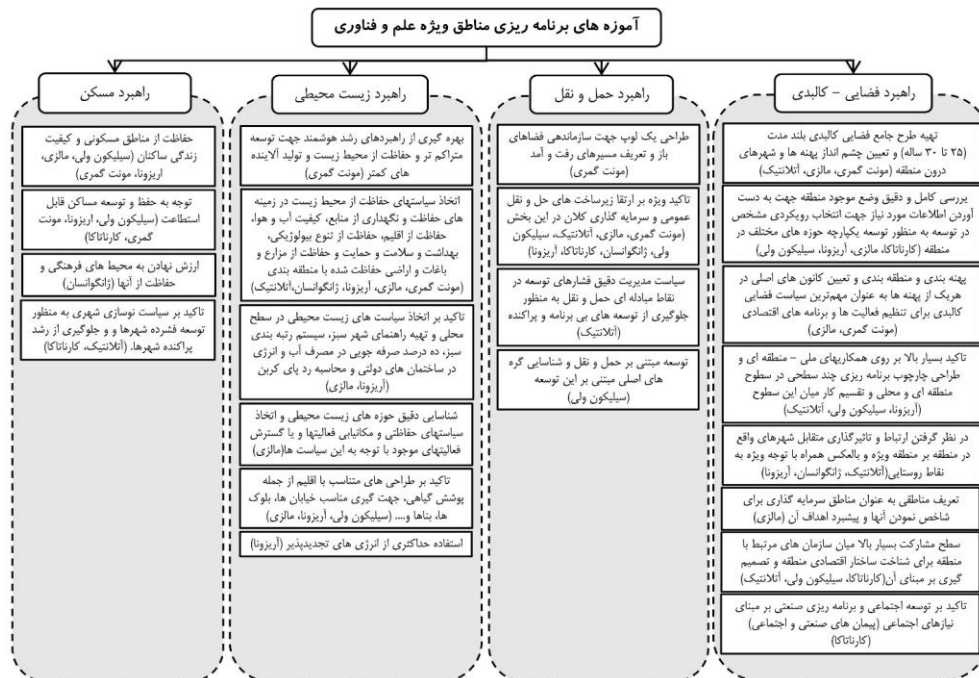 آموزه های برنامه ریزی مناطق ویژه علم و فناوری
راهبرد فضایی - کالبدی
تهیه طرح جامع فضایی کالبدی بلند مدت
(۲۵ تا ۳۰ ساله) و تعیین چشم انداز پهنه ها و شهرهای
درون منطقه (مونت گمری، مالزی، آتلانتیک)
بررسی کامل و دقیق وضع موجود منطقه جهت به دست
آوردن اطلاعات مورد نیاز جهت انتخاب رویکردی مشخص
در توسعه به منظور توسعه یکپارچه حوزه های مختلف در
منطقه (کارناتاکا، مالزی، آریزونا، سیلیکون ولی)
پهنه بندی و منطقه بندی و تعیین کانون های اصلی در
هریک از پهنه ها به عنوان مهم‌ترین سیاست فضایی
کالبدی برای تنظیم فعالیت ها و برنامه های اقتصادی
(مونت گمری، مالزی)
تاکید بسیار بالا بر روی همکاریهای ملی - منطقه ای و
طراحی چارچوب برنامه ریزی چند سطحی در سطوح
منطقه ای و محلی و تقسیم کار میان این سطوح
(آریزونا، سیلیکون ولی، آتلانتیک)
در نظر گرفتن ارتباط و تاثیرگذاری متقابل شهرهای واقع
در منطقه بر منطقه ویژه و بالعکس همراه با توجه ویژه به
نقاط روستایی(آتلانتیک، ژانگوانسان، آریزونا)
تعریف مناطقی به عنوان مناطق سرمایه گذاری برای
شاخص نمودن آنها و پیشبرد اهداف آن (مالزی)
سطح مشارکت بسیار بالا میان سازمان های مرتبط با
منطقه برای شناخت ساختار اقتصادی منطقه و تصمیم
گیری بر مبنای آن(کارناتاکا، سیلیکون ولی، آتلانتیک)
تاکید بر توسعه اجتماعی و برنامه ریزی صنعتی بر مبنای
نیازهای اجتماعی (پیمان های صنعتی و اجتماعی)
(کارناتاکا)
راهبرد حمل و نقل
طراحی یک لوپ جهت سازماندهی فضاهای
باز و تعریف مسیرهای رفت و آمد
(مونت گمری)
تاکید ویژه بر ارتقا زیرساخت های حل و نقل
عمومی و سرمایه گذاری کلان در این بخش
(مونت گمری، مالزی، آتلانتیک، سیلیکون
ولی، ژانگوانسان، کارناتاکا، آریزونا)
سیاست مدیریت دقیق فشارهای توسعه در
نقاط مبادله ای حمل و نقل به منظور
جلوگیری از توسعه های بی برنامه و پراکنده
(آتلانتیک)
توسعه مبتنی بر حمل و نقل و شناسایی گره
های اصلی مبتنی بر این توسعه
(سیلیکون ولی)
راهبرد زیست محیطی
بهره گیری از راهبردهای رشد هوشمند جهت توسعه
متراکم تر و حفاظت از محیط زیست و تولید آلاینده
های کمتر (مونت گمری)
اتخاذ سیاستهای حفاظت از محیط زیست در زمینه
های حفاظت و نگهداری از منابع، کیفیت آب و هوا،
حفاظت از اقلیم، حفاظت از تنوع بیولوژیکی،
بهداشت و سلامت و حمایت و حفاظت از مزارع و
باغات و اراضی حفاظت شده با منطقه بندی
(مونت گمری، مالزی، آریزونا، ژانگوانسان،آتلانتیک)
تاکید بر اتخاذ سیاست های زیست محیطی در سطح
محلی و تهیه راهنمای شهر سبز، سیستم رتبه بندی
سبز، ده درصد صرفه جویی در مصرف آب و انرژی
در ساختمان های دولتی و محاسبه رد پای کربن
(آریزونا، مالزی)
شناسایی دقیق حوزه های زیست محیطی و اتخاذ
سیاستهای حفاظتی و مکانیابی فعالیتها و یا گسترش
فعالیتهای موجود با توجه به این سیاست ها(مالزی)
تاکید بر طراحی های متناسب با اقلیم از جمله
پوشش گیاهی، جهت گیری مناسب خیابان ها، بلوک
ها، بناها و.... (سیلیکون ولی، آریزونا، مالزی)
استفاده حداکثری از انرژی های تجدیدپذیر (آریزونا)
راهبرد مسکن
حفاظت از مناطق مسکونی و کیفیت
زندگی ساکنان (سیلیکون ولی، مالزی،
اریزونا، مونت گمری)
توجه به حفظ و توسعه مساکن قابل
استطاعت (سیلیکون ولی، اریزونا، مونت
گمری، کارناتاکا)
ارزش نهادن به محیط های فرهنگی و
حفاظت از آنها (ژانگوانسان)
تاکید بر سیاست نوسازی شهری به منظور
توسعه فشرده شهرها و و جلوگیری از رشد
پراکنده شهرها. (آتلانتیک، کارناتاکا)